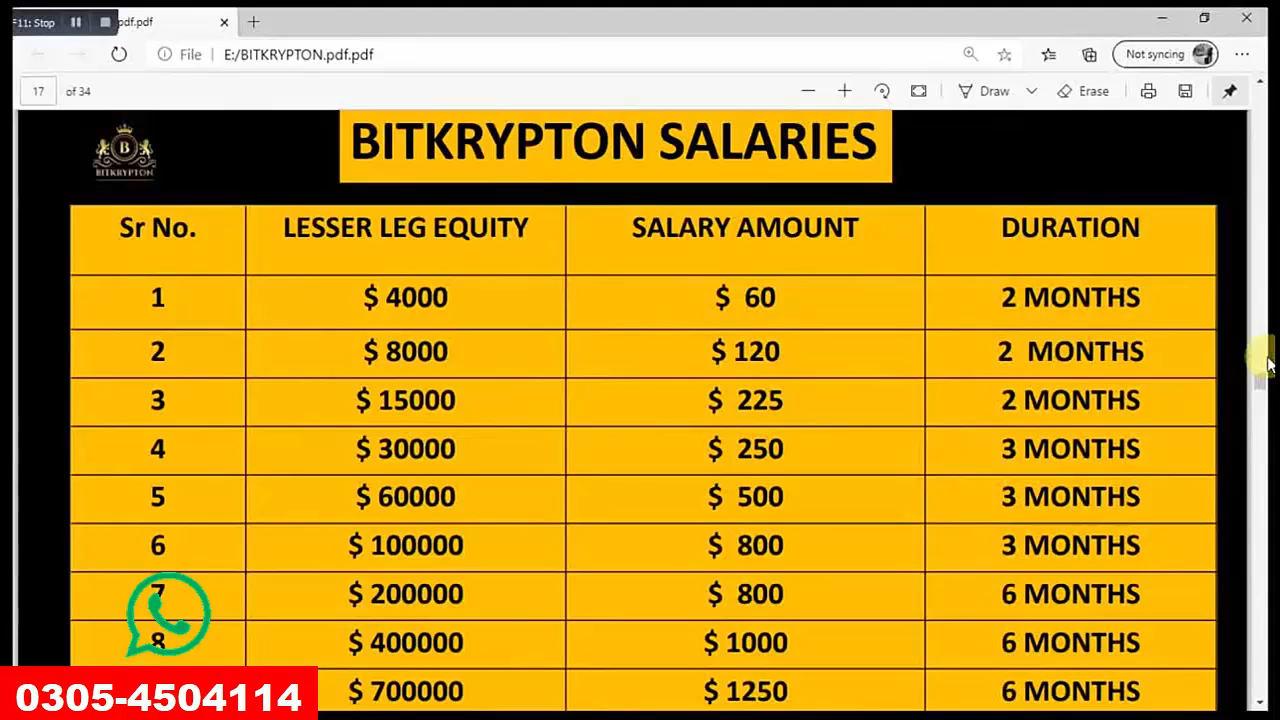 F11: Stop
pdf.pdf
File
E:/BITKRYPTON.pdf.pdf
Not syncing
17 of 34
Draw
Erase
BITKRYPTON
BITKRYPTON SALARIES
Sr No. LESSER LEG EQUITY SALARY AMOUNT DURATION
1 $ 4000 $ 60 2 MONTHS
2 $ 8000 $ 120 2 MONTHS
3 $ 15000 $ 225 2 MONTHS
4 $ 30000 $ 250 3 MONTHS
5 $ 60000 $ 500 3 MONTHS
6 $ 100000 $ 800 3 MONTHS
7 $ 200000 $ 800 6 MONTHS
8 $ 400000 $ 1000 6 MONTHS
$ 700000 $ 1250 6 MONTHS
0305-4504114